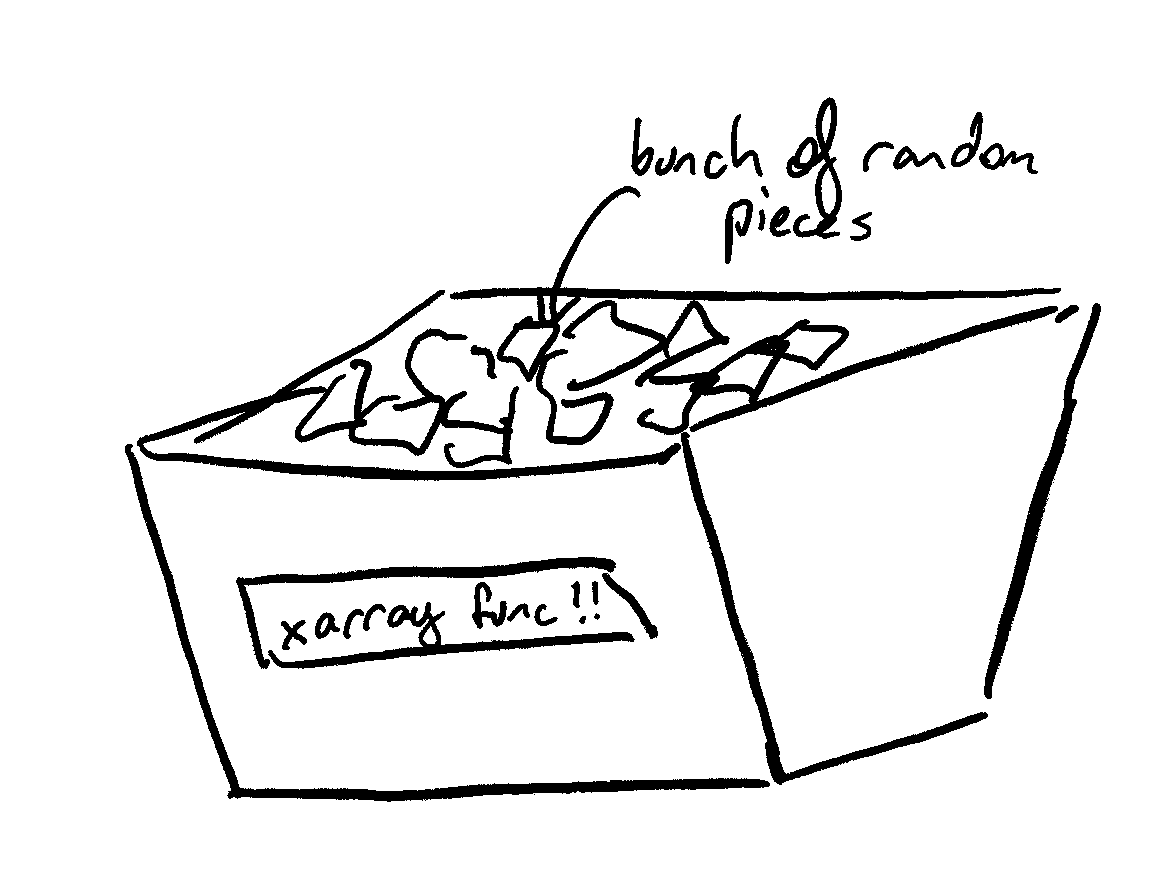 bunch of random
pieces
xarray func!!